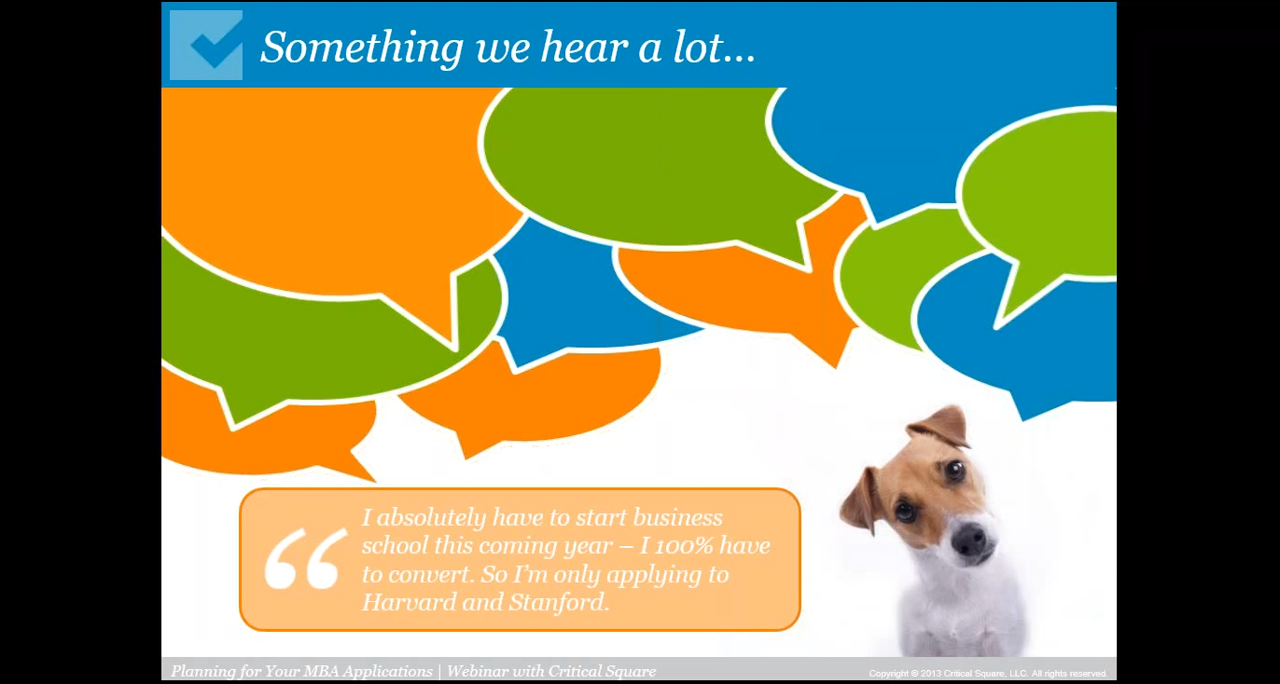 Something we hear a lot...
“
I absolutely have to start business
school this coming year – I 100% have
to convert. So I'm only applying to
Harvard and Stanford.
Planning for Your MBA Applications | Webinar with Critical Square
Copyright © 2013 Critical Square, LLC. All rights reserved.